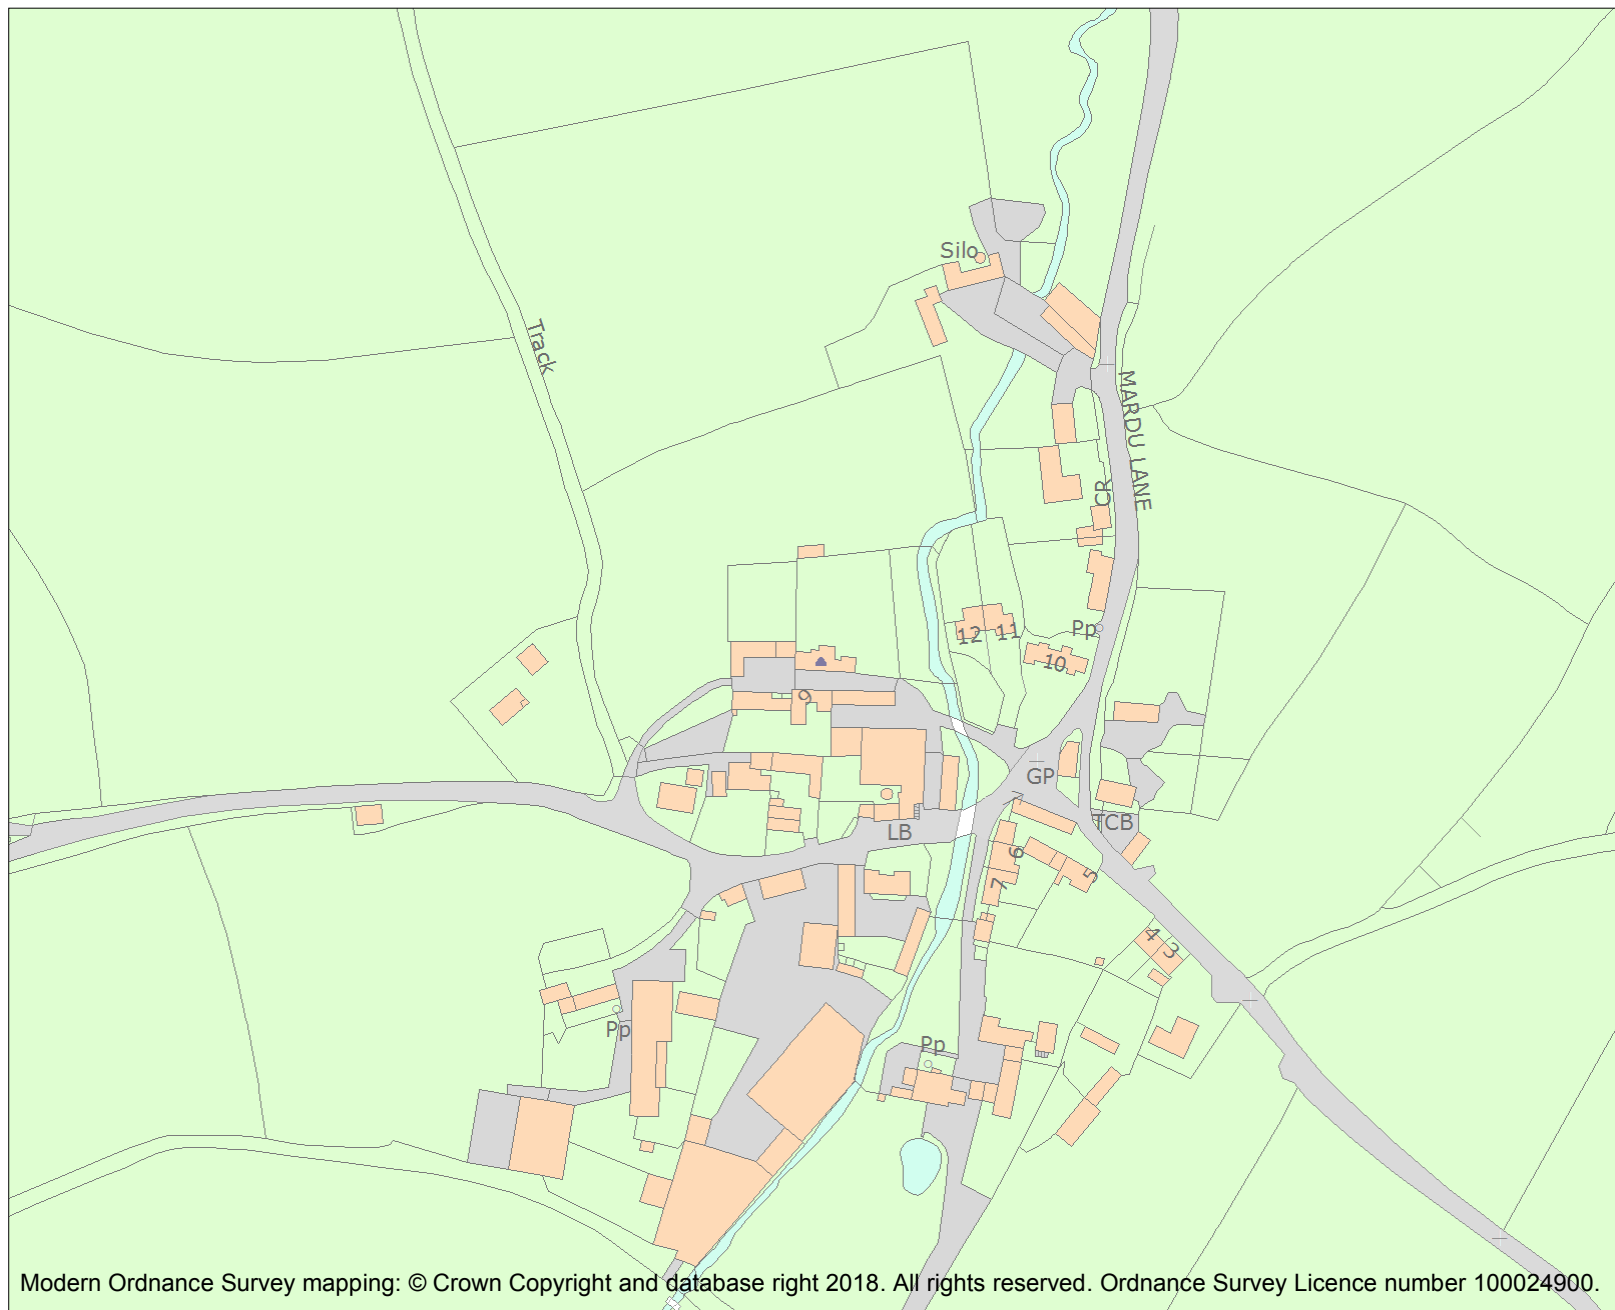 Silo
Track
MARDU LANE
CR
Pp
12
11
10
9
GP
1
TCB
LB
6
7
5
4
3
Pp
Pp
Modern Ordnance Survey mapping: © Crown Copyright and database right 2018. All rights reserved. Ordnance Survey Licence number 100024900.